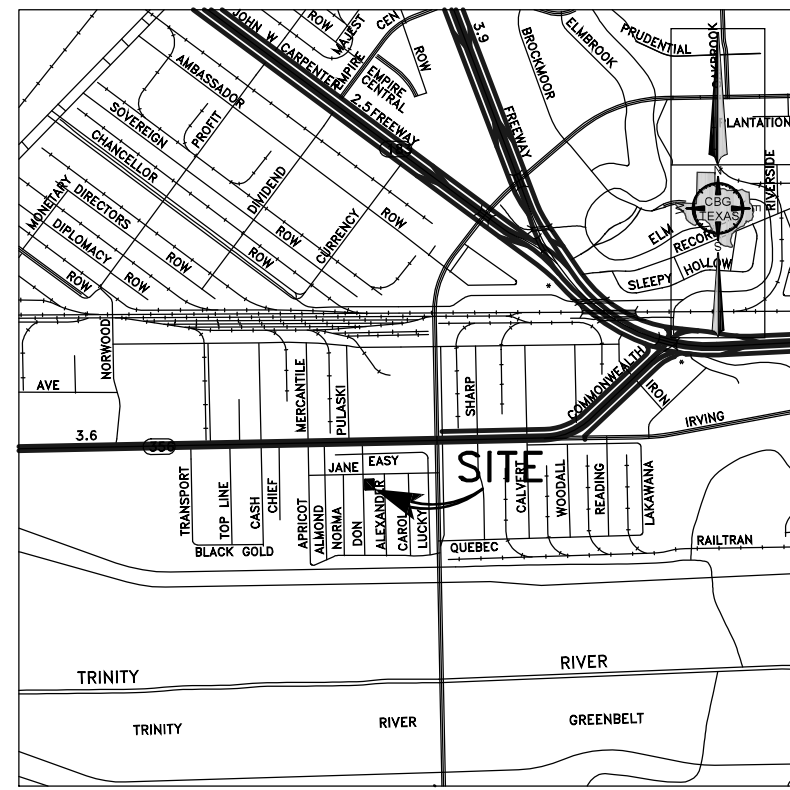 JOHN W CARPENTER
2.5 FREEWAY
ROW
MAJEST
CEN
EMPIRE
EMPIRE
CENTRAL
ROW
3.9
FREEWAY
BROCKMOOR
ELMBROOK
PRUDENTIAL
OAKBROOK
PLANTATION
RIVERSIDE
AMBASSADOR
SOVEREIGN
PROFIT
CHANCELLOR
DIVIDEND
MONETARY
DIRECTORS
DIPLOMACY
CURRENCY
ROW
ROW
ROW
ROW
ROW
N
CBG
TEXAS
W
E
S
ELM
RECORD
SLEEPY
HOLLOW
NORWOOD
AVE
MERCANTILE
PULASKI
SHARP
COMMONWEALTH
IRON
IRVING
3.6
356
JANE
EASY
SITE
TRANSPORT
TOP LINE
CASH
CHIEF
APRICOT
ALMOND
NORMA
DON
ALEXANDER
CAROL
LUCKY
CALVERT
WOODALL
READING
LAKAWANA
BLACK GOLD
QUEBEC
RAILTRAN
TRINITY
RIVER
TRINITY
RIVER
GREENBELT